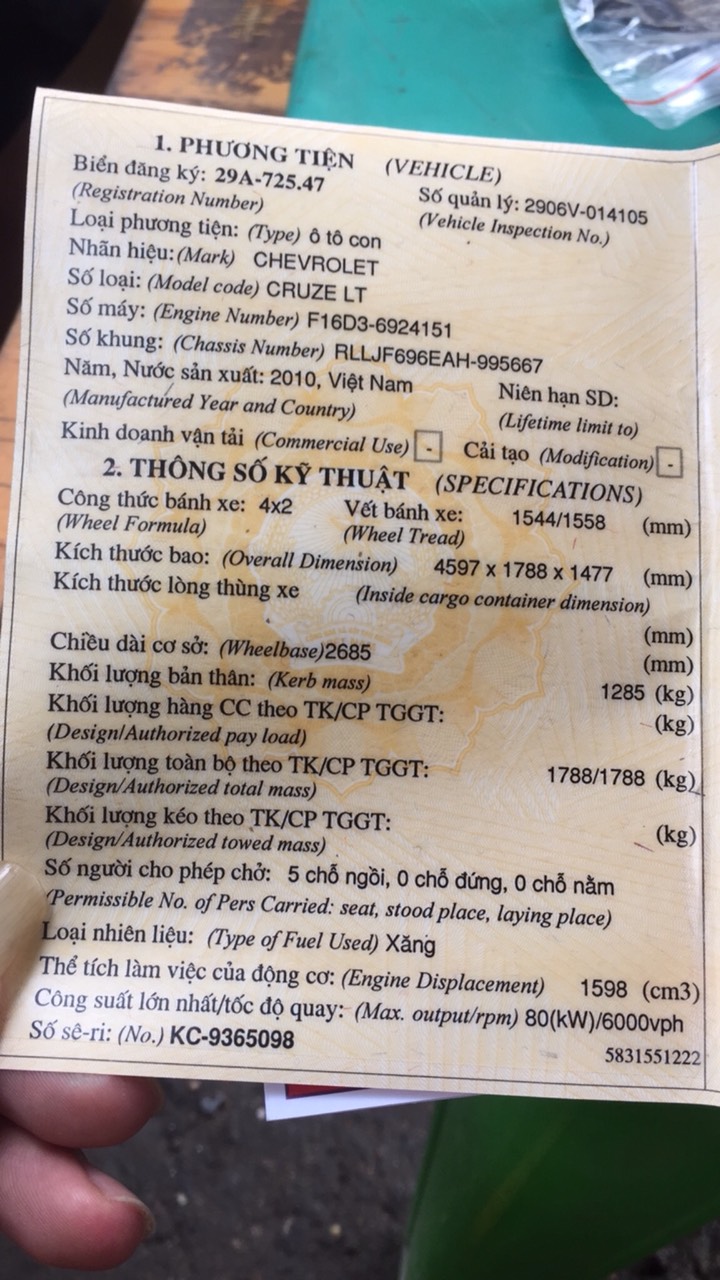 1. PHƯƠNG TIỆN (VEHICLE)
Biển đăng ký: 29A-725.47 Số quản lý: 2906V-014105
(Registration Number) (Vehicle Inspection No.)
Loại phương tiện: (Type) ô tô con
Nhãn hiệu: (Mark) CHEVROLET
Số loại: (Model code) CRUZE LT
Số máy: (Engine Number) F16D3-6924151
Số khung: (Chassis Number) RLLJF696EAH-995667
Năm, Nước sản xuất: 2010, Việt Nam Niên hạn SD:
(Manufactured Year and Country) (Lifetime limit to)
Kinh doanh vận tải (Commercial Use) - Cải tạo (Modification) -
2. THÔNG SỐ KỸ THUẬT (SPECIFICATIONS)
Công thức bánh xe: 4x2 Vết bánh xe: 1544/1558 (mm)
(Wheel Formula) (Wheel Tread)
Kích thước bao: (Overall Dimension) 4597 x 1788 x 1477 (mm)
Kích thước lòng thùng xe (Inside cargo container dimension)
(mm)
Chiều dài cơ sở: (Wheelbase)2685 (mm)
Khối lượng bản thân: (Kerb mass) 1285 (kg)
Khối lượng hàng CC theo TK/CP TGGT: (kg)
(Design/Authorized pay load)
Khối lượng toàn bộ theo TK/CP TGGT: 1788/1788 (kg)
(Design/Authorized total mass)
Khối lượng kéo theo TK/CP TGGT: (kg)
(Design/Authorized towed mass)
Số người cho phép chở: 5 chỗ ngồi, 0 chỗ đứng, 0 chỗ nằm
(Permissible No. of Pers Carried: seat, stood place, laying place)
Loại nhiên liệu: (Type of Fuel Used) Xăng
Thể tích làm việc của động cơ: (Engine Displacement) 1598 (cm3)
Công suất lớn nhất/tốc độ quay: (Max. output/rpm) 80(kW)/6000vph
Số sê-ri: (No.) KC-9365098 5831551222